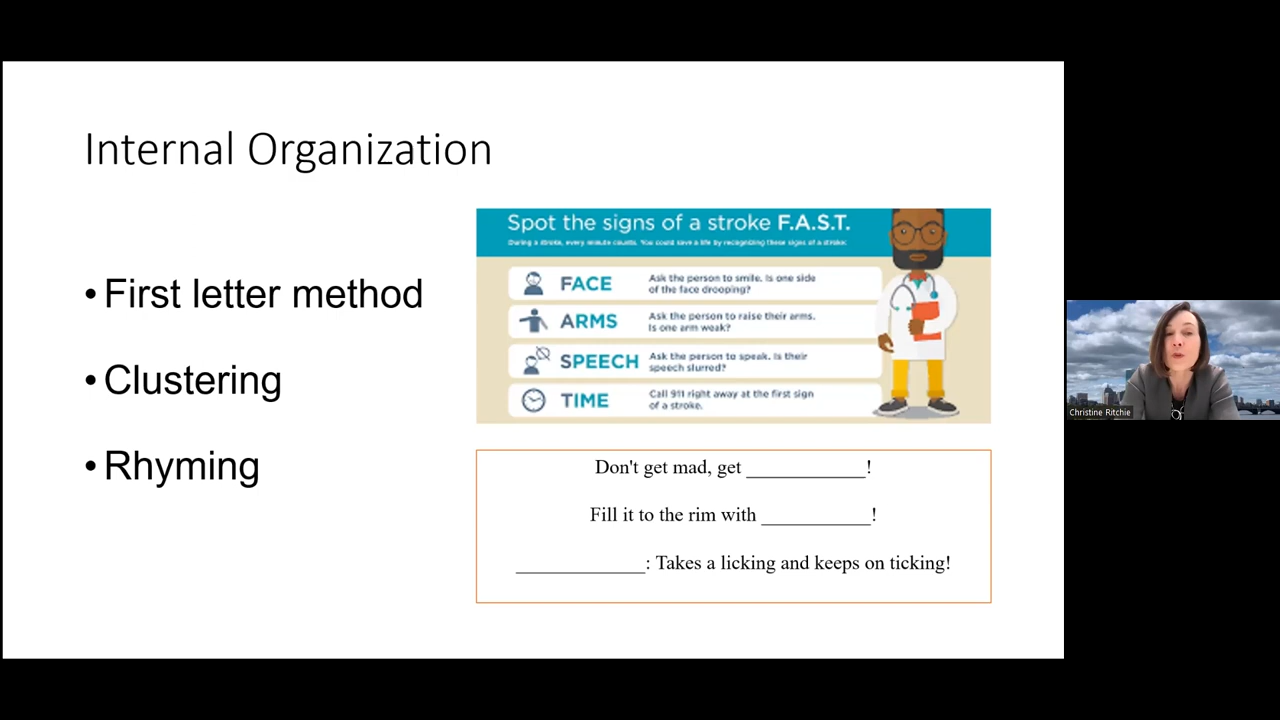 Internal Organization
• First letter method
• Clustering
• Rhyming
Spot the signs of a stroke F.A.S.T.
During a stroke, every minute counts. You could save a life by recognizing these signs of a stroke:
FACE
Ask the person to smile. Is one side
of the face drooping?
ARMS
Ask the person to raise their arms.
Is one arm weak?
SPEECH
Ask the person to speak. Is their
speech slurred?
TIME
Call 911 right away at the first sign
of a stroke.
Don't get mad, get ____________!
Fill it to the rim with ___________!
_____________: Takes a licking and keeps on ticking!
Christine Ritchie